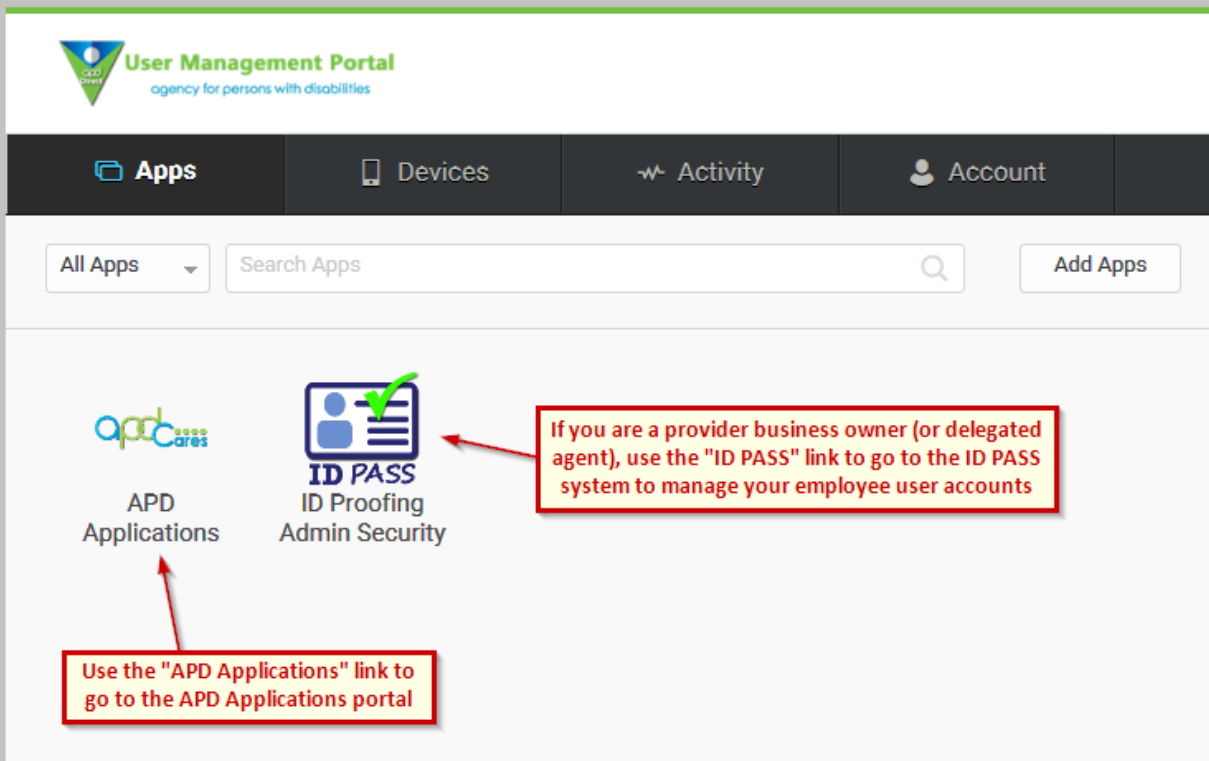 User Management Portal
agency for persons with disabilities
apd
Direct
Apps
Devices
Activity
Account
All Apps
Search Apps
Add Apps
apdCares
ID PASS
APD
Applications
ID Proofing
Admin Security
If you are a provider business owner (or delegated
agent), use the "ID PASS" link to go to the ID PASS
system to manage your employee user accounts
Use the "APD Applications" link to
go to the APD Applications portal